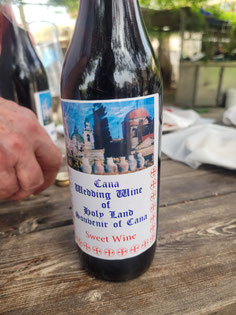 Cana
Wedding Wine
of
Holy Land
Souvenir of Cana
Sweet Wine